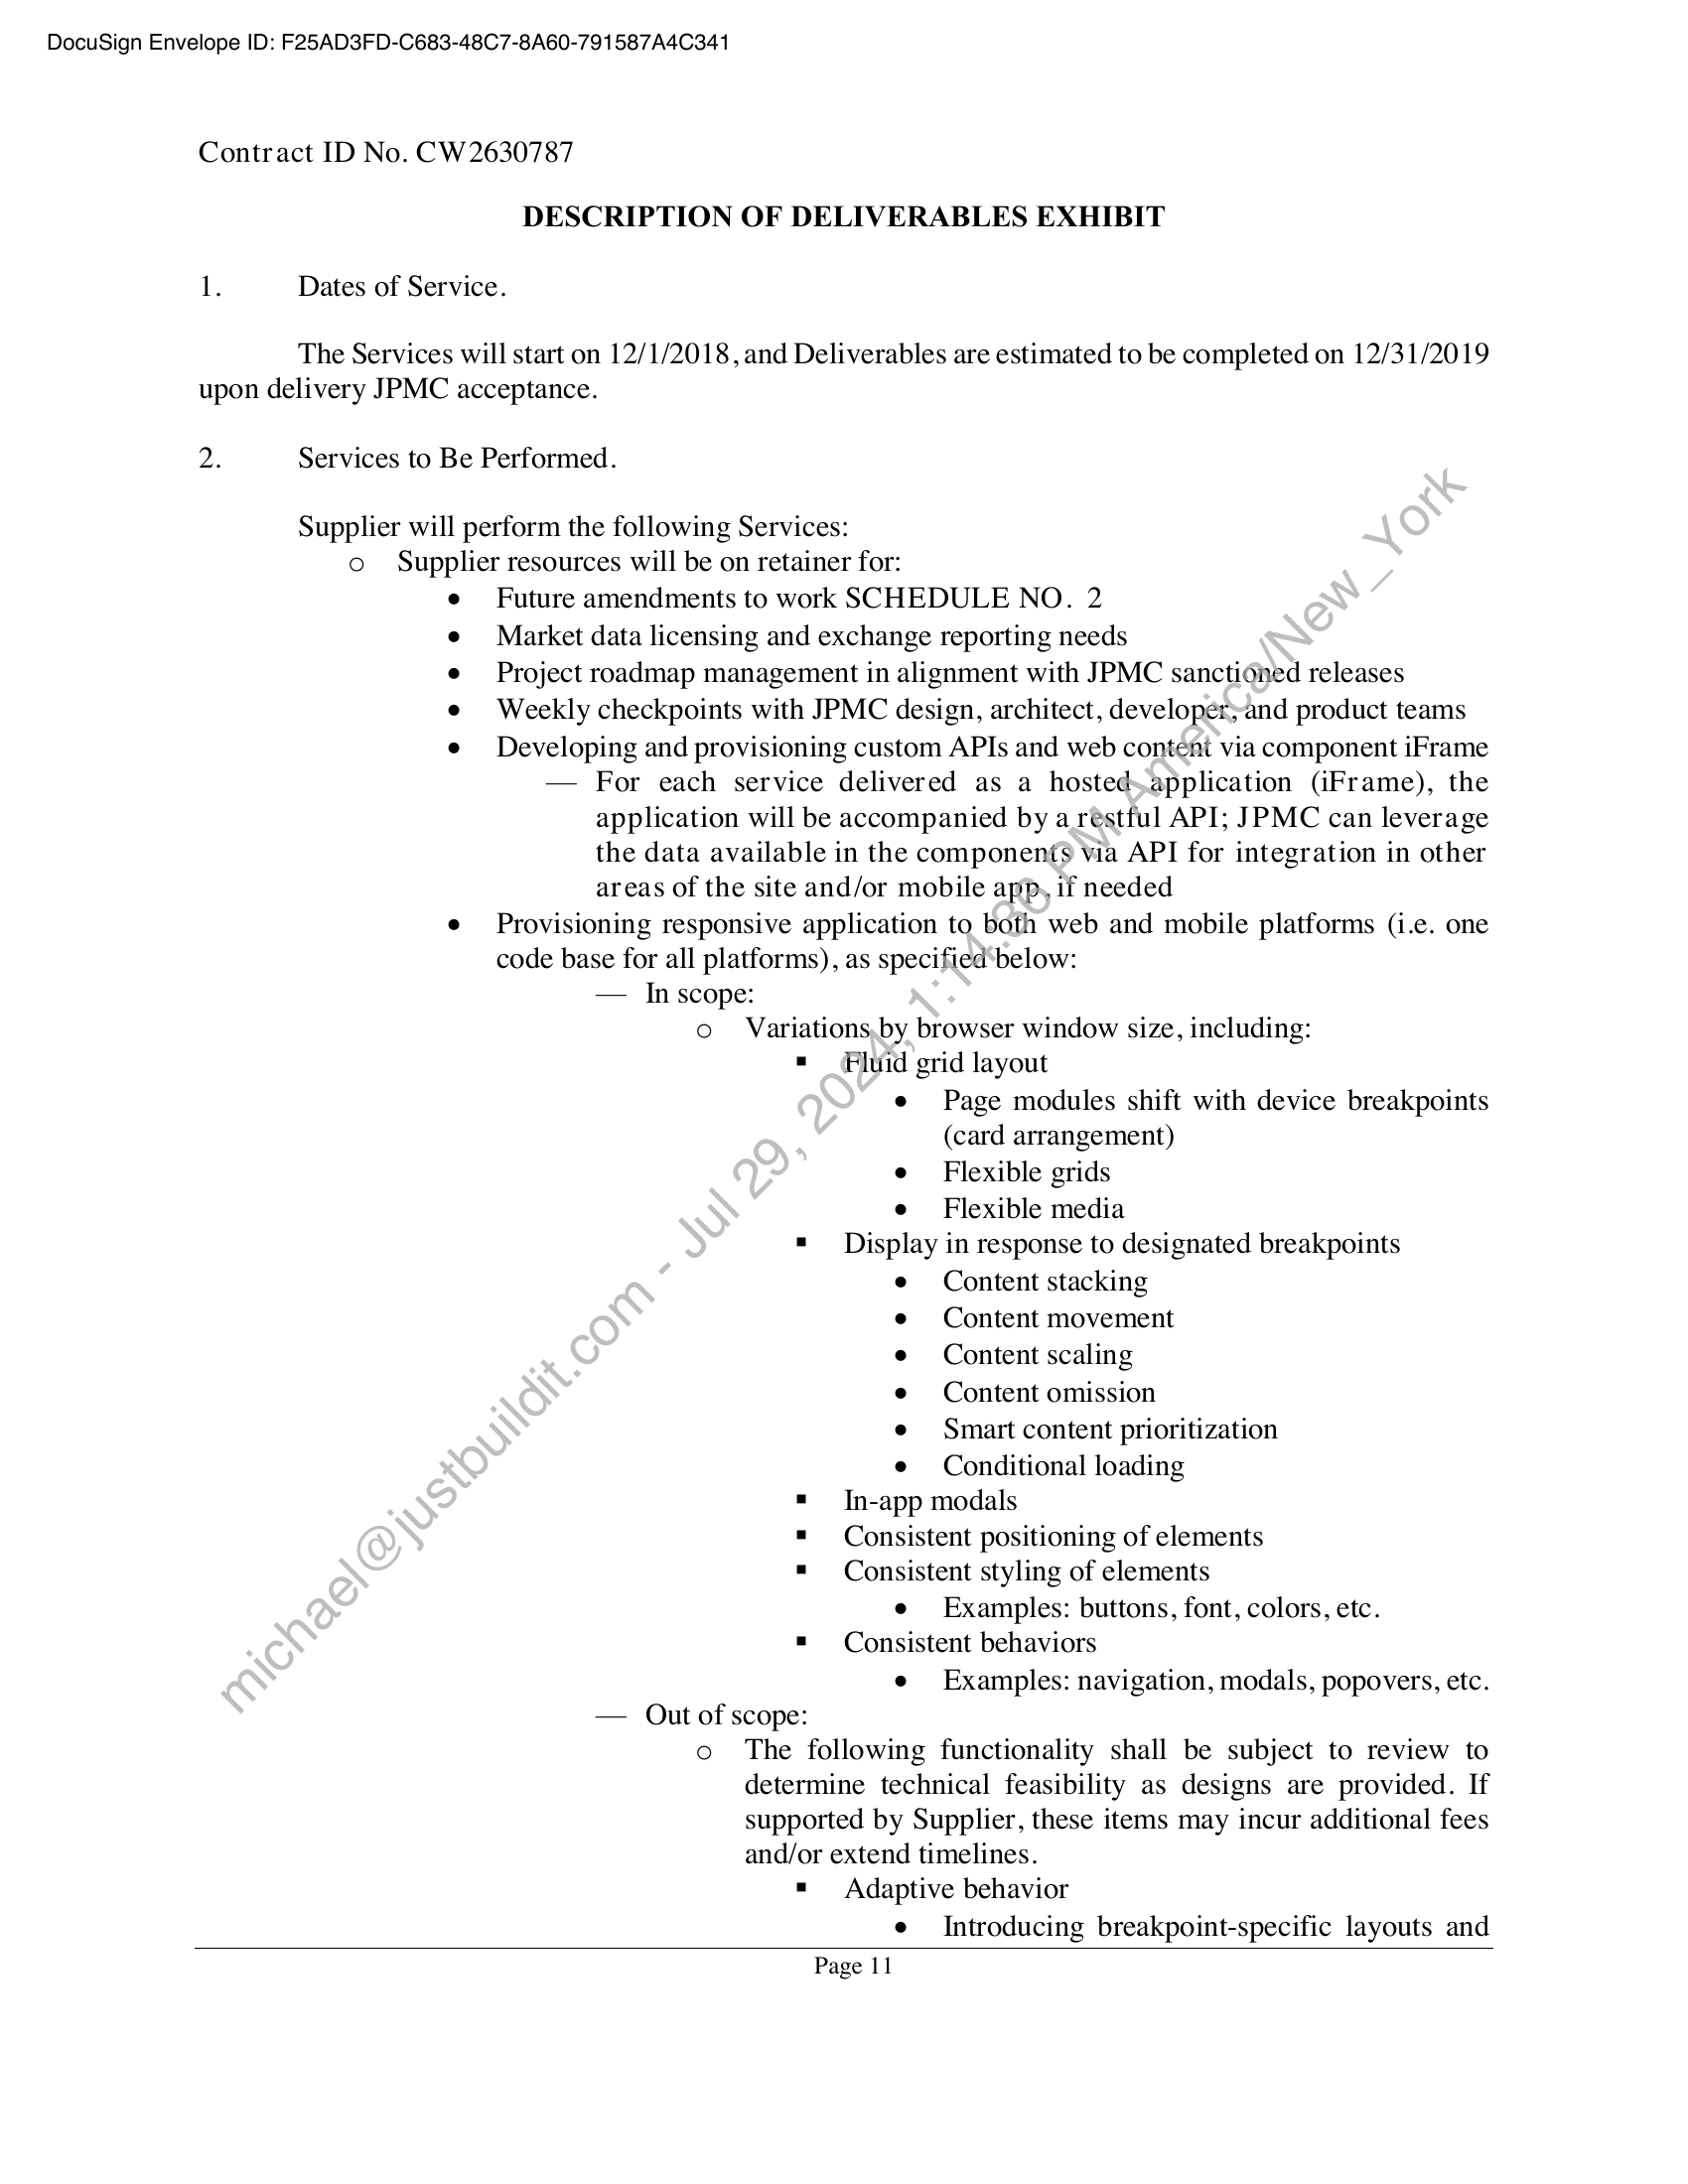 DocuSign Envelope ID: F25AD3FD-C683-48C7-8A60-791587A4C341
Contract ID No. CW2630787
DESCRIPTION OF DELIVERABLES EXHIBIT
1. Dates of Service.
The Services will start on 12/1/2018, and Deliverables are estimated to be completed on 12/31/2019
upon delivery JPMC acceptance.
2. Services to Be Performed.
Supplier will perform the following Services:
o Supplier resources will be on retainer for:
• Future amendments to work SCHEDULE NO. 2
• Market data licensing and exchange reporting needs
• Project roadmap management in alignment with JPMC sanctioned releases
• Weekly checkpoints with JPMC design, architect, developer, and product teams
• Developing and provisioning custom APIs and web content via component iFrame
— For each service delivered as a hosted application (iFrame), the
application will be accompanied by a restful API; JPMC can leverage
the data available in the components via API for integration in other
areas of the site and/or mobile app, if needed
• Provisioning responsive application to both web and mobile platforms (i.e. one
code base for all platforms), as specified below:
— In scope:
o Variations by browser window size, including:
▪ Fluid grid layout
• Page modules shift with device breakpoints
(card arrangement)
• Flexible grids
• Flexible media
▪ Display in response to designated breakpoints
• Content stacking
• Content movement
• Content scaling
• Content omission
• Smart content prioritization
• Conditional loading
▪ In-app modals
▪ Consistent positioning of elements
▪ Consistent styling of elements
• Examples: buttons, font, colors, etc.
▪ Consistent behaviors
• Examples: navigation, modals, popovers, etc.
— Out of scope:
o The following functionality shall be subject to review to
determine technical feasibility as designs are provided. If
supported by Supplier, these items may incur additional fees
and/or extend timelines.
▪ Adaptive behavior
• Introducing breakpoint-specific layouts and
Page 11
michael@justbuildit.com - Jul 29, 2024, 1:14:36 PM America/New_York